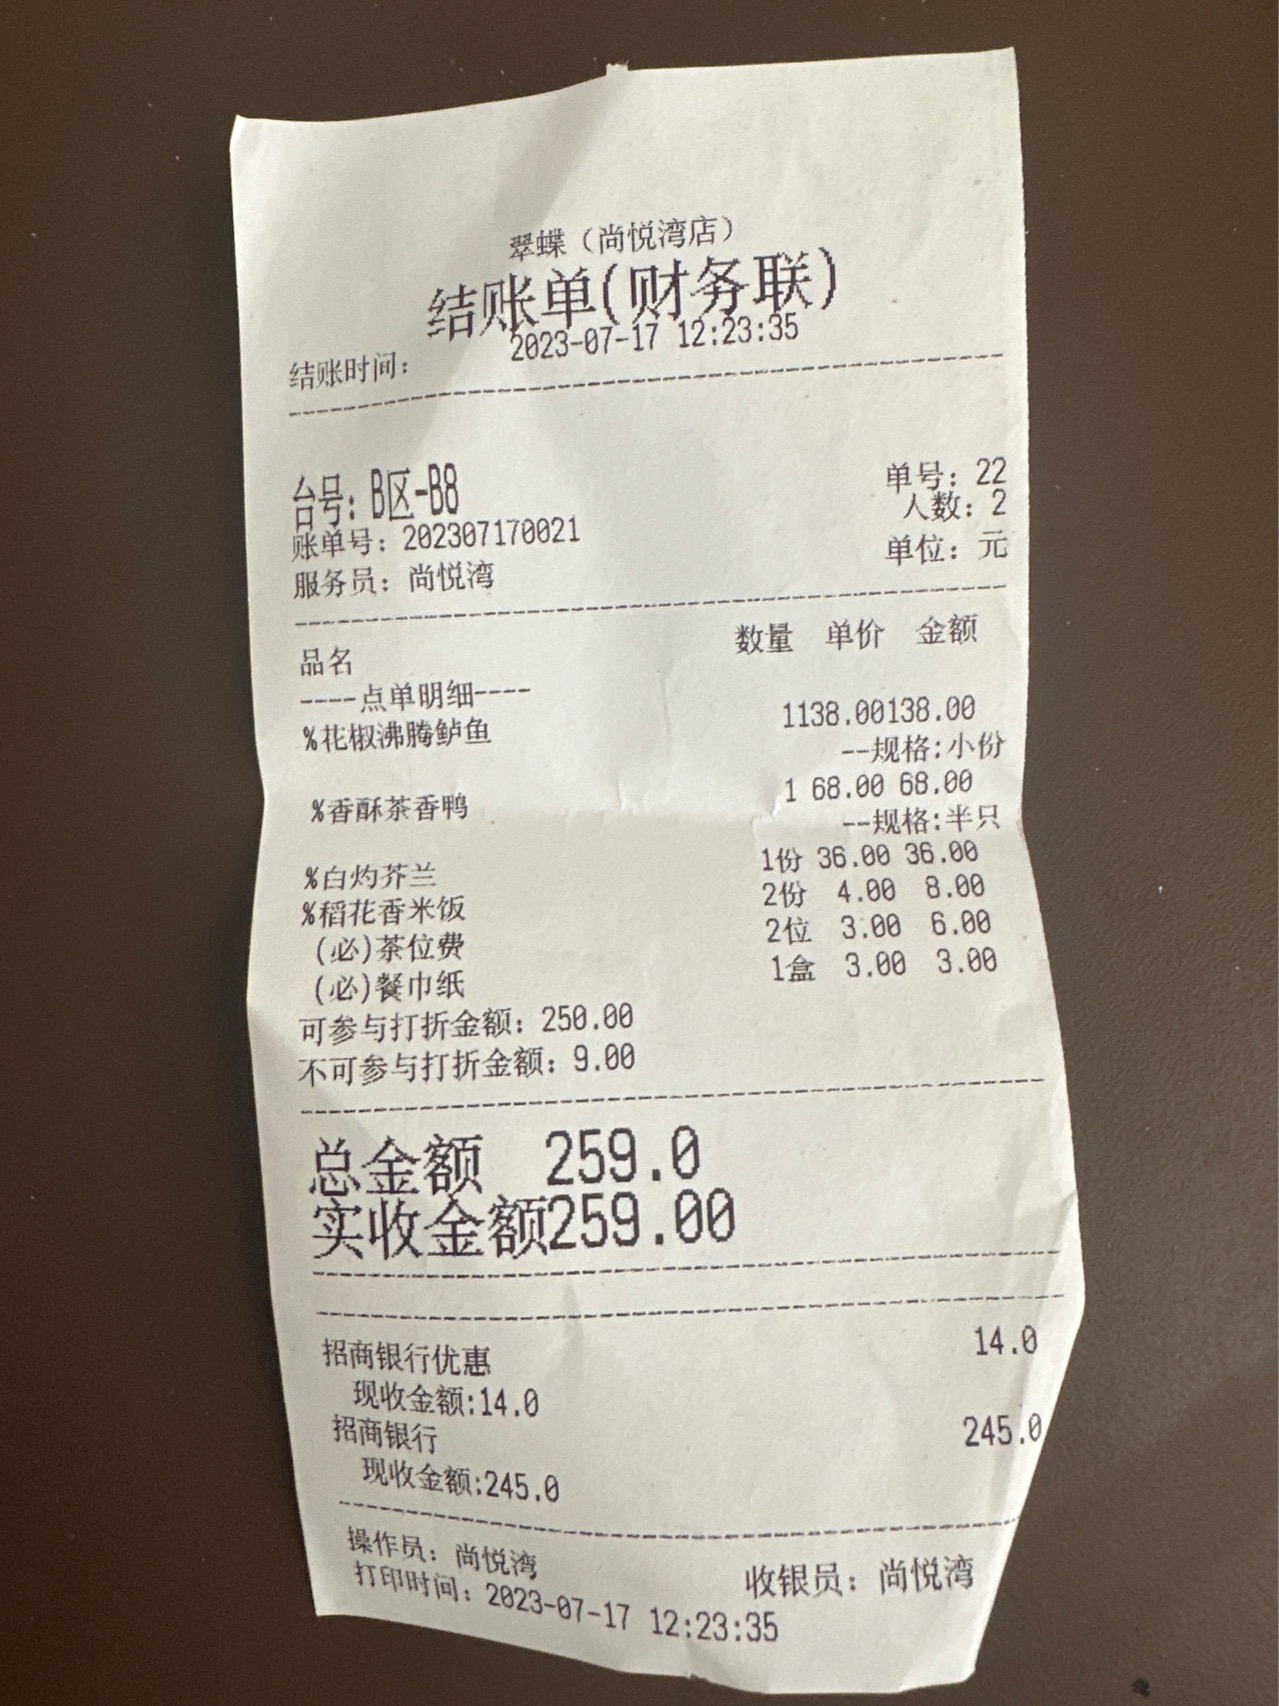 翠蝶（尚悦湾店）
结账单(财务联)
结账时间： 2023-07-17 12:23:35
台号：B区-B8 单号：22
人数：2
账单号：202307170021
服务员：尚悦湾 单位：元
品名 数量 单价 金额
----点单明细----
%花椒沸腾鲈鱼 1138.00138.00
--规格:小份
%香酥茶香鸭 1 68.00 68.00
--规格:半只
%白灼芥兰 1份 36.00 36.00
%稻花香米饭 2份 4.00 8.00
(必)茶位费 2位 3.00 6.00
(必)餐巾纸 1盒 3.00 3.00
可参与打折金额：250.00
不可参与打折金额：9.00
总金额 259.0
实收金额259.00
招商银行优惠 14.0
现收金额:14.0
招商银行 245.0
现收金额:245.0
操作员：尚悦湾 收银员：尚悦湾
打印时间：2023-07-17 12:23:35